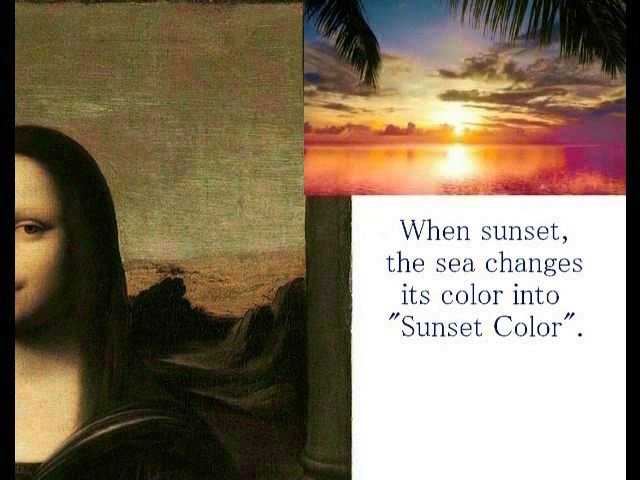 When sunset,
the sea changes
its color into
"Sunset Color".